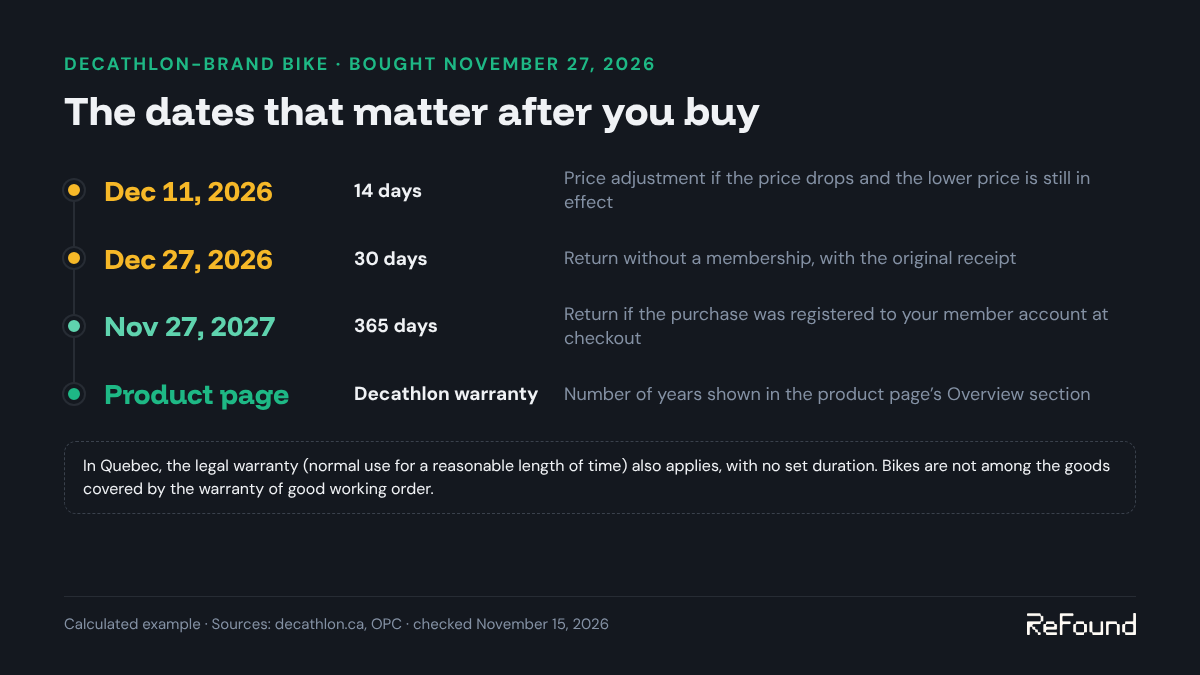 DECATHLON-BRAND BIKE · BOUGHT NOVEMBER 27, 2026
The dates that matter after you buy
Dec 11, 2026
14 days
Price adjustment if the price drops and the lower price is still in
effect
Dec 27, 2026
30 days
Return without a membership, with the original receipt
Nov 27, 2027
365 days
Return if the purchase was registered to your member account at
checkout
Product page
Decathlon warranty
Number of years shown in the product page’s Overview section
In Quebec, the legal warranty (normal use for a reasonable length of time) also applies, with no set duration. Bikes are not among the goods
covered by the warranty of good working order.
Calculated example · Sources: decathlon.ca, OPC · checked November 15, 2026
ReFound